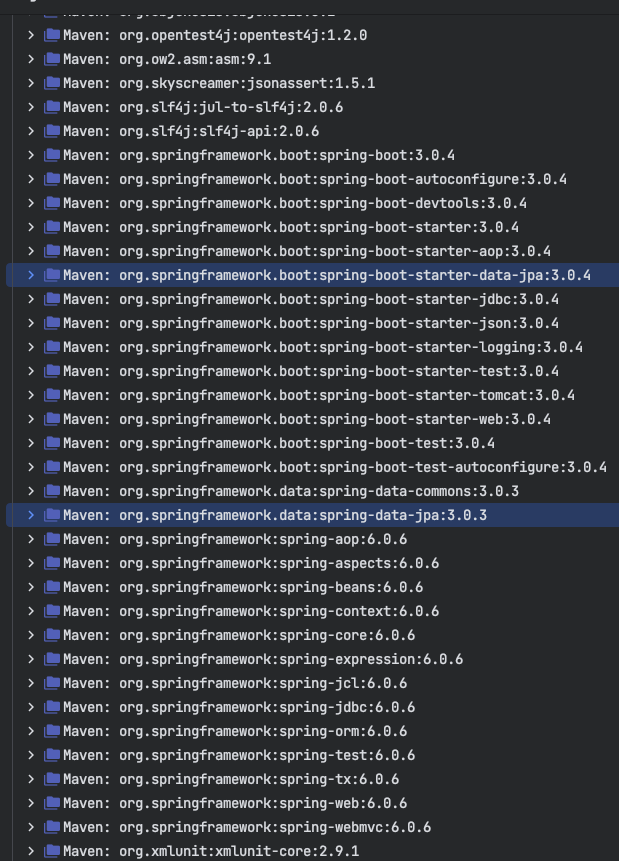 Maven: org.opentest4j:opentest4j:1.2.0
Maven: org.ow2.asm:asm:9.1
Maven: org.skyscreamer:jsonassert:1.5.1
Maven: org.slf4j:jul-to-slf4j:2.0.6
Maven: org.slf4j:slf4j-api:2.0.6
Maven: org.springframework.boot:spring-boot:3.0.4
Maven: org.springframework.boot:spring-boot-autoconfigure:3.0.4
Maven: org.springframework.boot:spring-boot-devtools:3.0.4
Maven: org.springframework.boot:spring-boot-starter:3.0.4
Maven: org.springframework.boot:spring-boot-starter-aop:3.0.4
Maven: org.springframework.boot:spring-boot-starter-data-jpa:3.0.4
Maven: org.springframework.boot:spring-boot-starter-jdbc:3.0.4
Maven: org.springframework.boot:spring-boot-starter-json:3.0.4
Maven: org.springframework.boot:spring-boot-starter-logging:3.0.4
Maven: org.springframework.boot:spring-boot-starter-test:3.0.4
Maven: org.springframework.boot:spring-boot-starter-tomcat:3.0.4
Maven: org.springframework.boot:spring-boot-starter-web:3.0.4
Maven: org.springframework.boot:spring-boot-test:3.0.4
Maven: org.springframework.boot:spring-boot-test-autoconfigure:3.0.4
Maven: org.springframework.data:spring-data-commons:3.0.3
Maven: org.springframework.data:spring-data-jpa:3.0.3
Maven: org.springframework:spring-aop:6.0.6
Maven: org.springframework:spring-aspects:6.0.6
Maven: org.springframework:spring-beans:6.0.6
Maven: org.springframework:spring-context:6.0.6
Maven: org.springframework:spring-core:6.0.6
Maven: org.springframework:spring-expression:6.0.6
Maven: org.springframework:spring-jcl:6.0.6
Maven: org.springframework:spring-jdbc:6.0.6
Maven: org.springframework:spring-orm:6.0.6
Maven: org.springframework:spring-test:6.0.6
Maven: org.springframework:spring-tx:6.0.6
Maven: org.springframework:spring-web:6.0.6
Maven: org.springframework:spring-webmvc:6.0.6
Maven: org.xmlunit:xmlunit-core:2.9.1